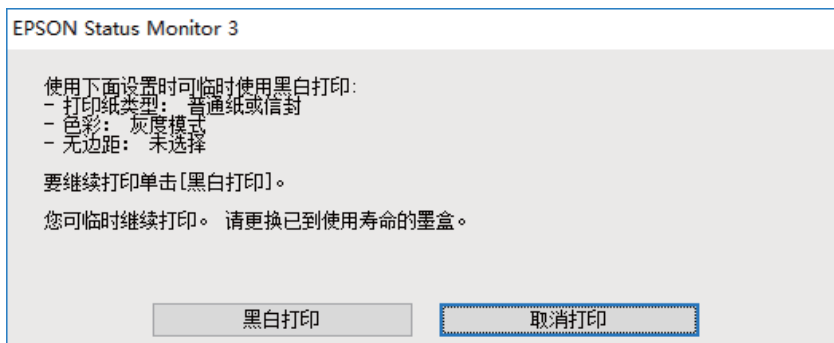 EPSON Status Monitor 3
使用下面设置时可临时使用黑白打印:
- 打印纸类型: 普通纸或信封
- 色彩: 灰度模式
- 无边距: 未选择
要继续打印单击[黑白打印]。
您可临时继续打印。 请更换已到使用寿命的墨盒。
黑白打印
取消打印